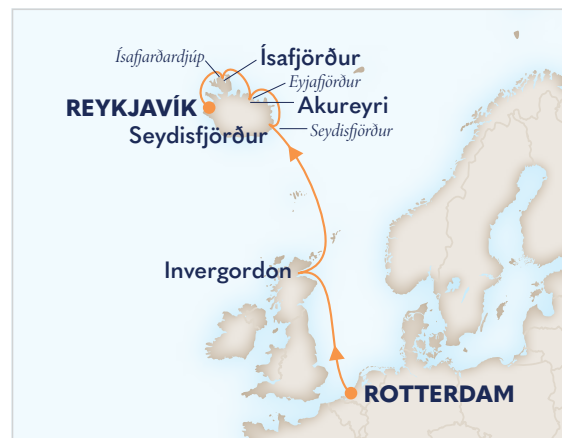 Ísafjarðardjúp
Ísafjörður
Eyjafjörður
REYKJAVÍK
Akureyri
Seydisfjörður
Seydisfjörður
Invergordon
ROTTERDAM